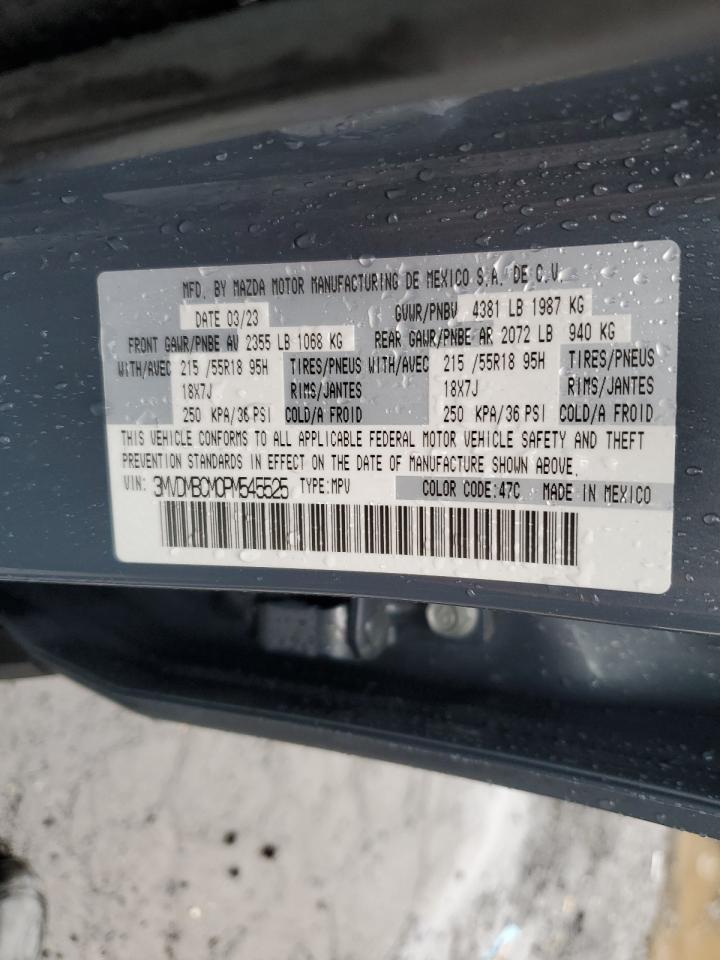 MFD. BY MAZDA MOTOR MANUFACTURING DE MEXICO S.A. DE C.V.
DATE 03/23 GVWR/PNBV 4381 LB 1987 KG
FRONT GAWR/PNBE AV 2355 LB 1068 KG REAR GAWR/PNBE AR 2072 LB 940 KG
WITH/AVEC 215 /55R18 95H TIRES/PNEUS WITH/AVEC 215 /55R18 95H TIRES/PNEUS
18X7J RIMS/JANTES 18X7J RIMS/JANTES
250 KPA/36 PSI COLD/A FROID 250 KPA/36 PSI COLD/A FROID
THIS VEHICLE CONFORMS TO ALL APPLICABLE FEDERAL MOTOR VEHICLE SAFETY AND THEFT
PREVENTION STANDARDS IN EFFECT ON THE DATE OF MANUFACTURE SHOWN ABOVE.
VIN: 3MVDMBCM0PM545525 TYPE:MPV COLOR CODE:47C MADE IN MEXICO